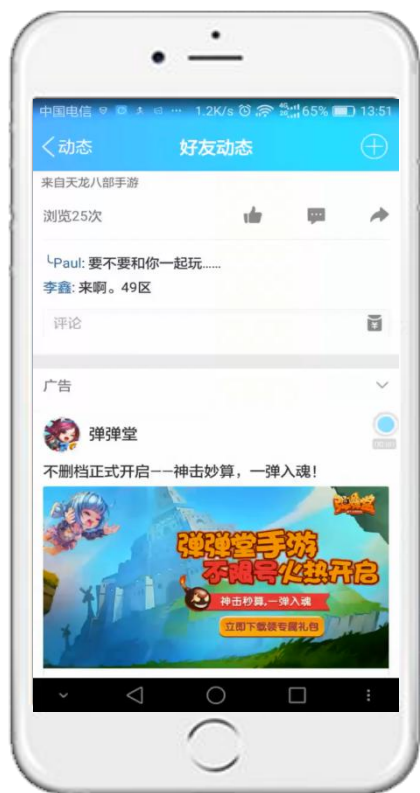 中国电信 1.2K/s 4G 65% 13:51
动态 好友动态
来自天龙八部手游
浏览25次
Paul: 要不要和你一起玩......
李鑫: 来啊。49区
评论
广告
弹弹堂
不删档正式开启——神击妙算，一弹入魂！
弹弹堂
弹弹堂手游
不限号火热开启
神击妙算,一弹入魂
立即下载领专属礼包